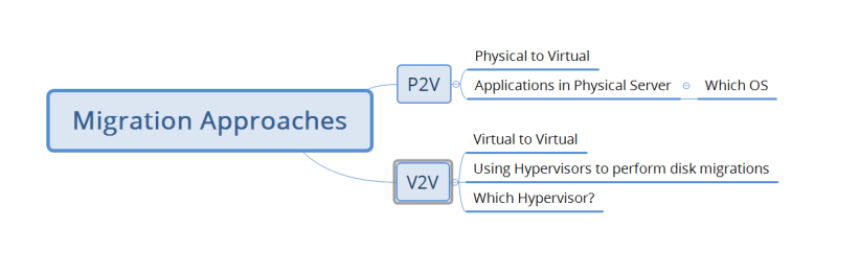 Migration Approaches
P2V
Physical to Virtual
Applications in Physical Server
Which OS
V2V
Virtual to Virtual
Using Hypervisors to perform disk migrations
Which Hypervisor?